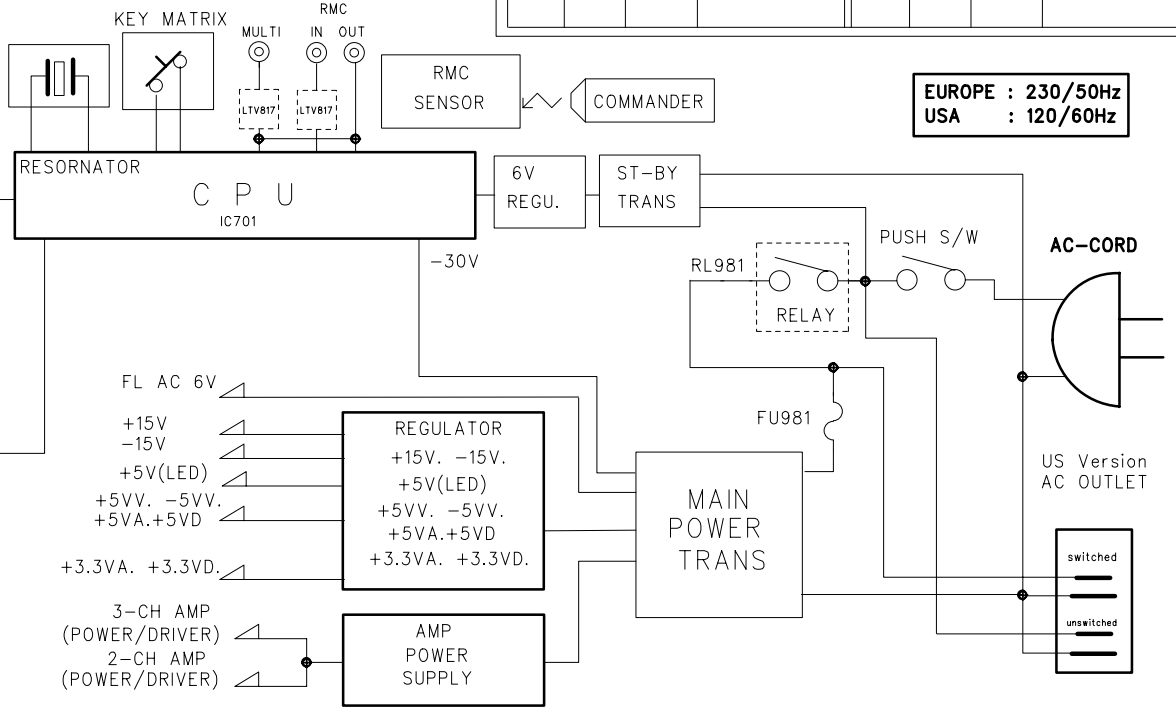 KEY MATRIX
RMC
MULTI
IN
OUT
LTV817
LTV817
RMC
SENSOR
COMMANDER
EUROPE : 230/50Hz
USA : 120/60Hz
RESORNATOR
C P U
IC701
6V
REGU.
ST-BY
TRANS
-30V
RL981
RELAY
PUSH S/W
AC-CORD
FL AC 6V
+15V
-15V
+5V(LED)
+5VV. -5VV.
+5VA.+5VD
+3.3VA. +3.3VD.
REGULATOR
+15V. -15V.
+5V(LED)
+5VV. -5VV.
+5VA.+5VD
+3.3VA. +3.3VD.
FU981
MAIN
POWER
TRANS
US Version
AC OUTLET
switched
unswitched
3-CH AMP
(POWER/DRIVER)
2-CH AMP
(POWER/DRIVER)
AMP
POWER
SUPPLY